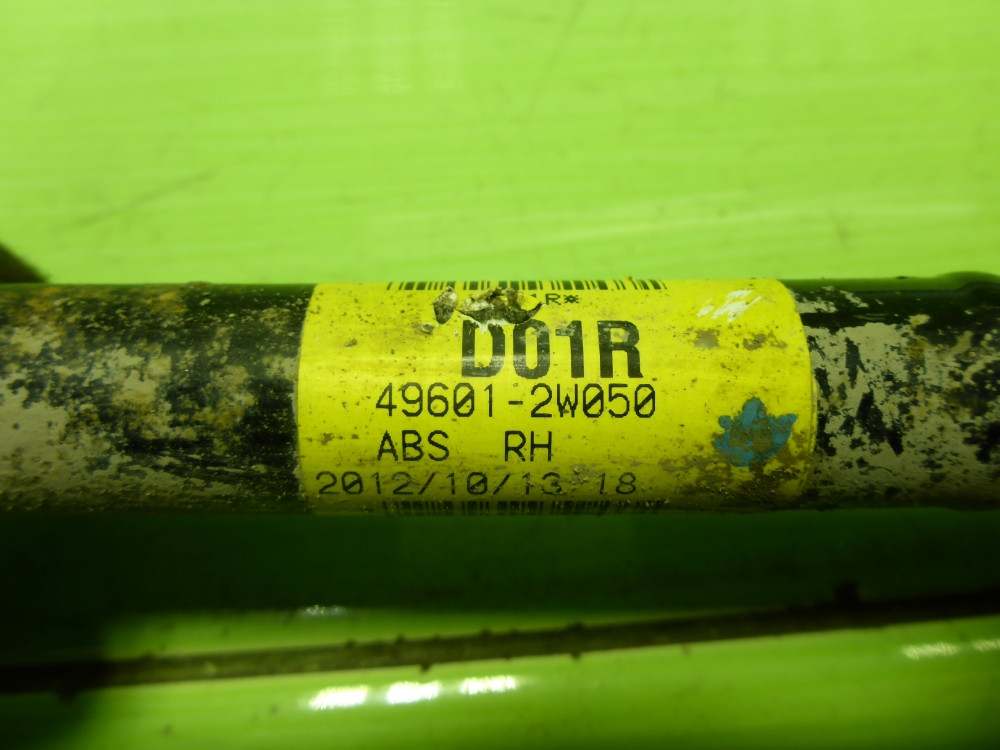 R*
D01R
49601-2W050
ABS RH
2012/10/13 18